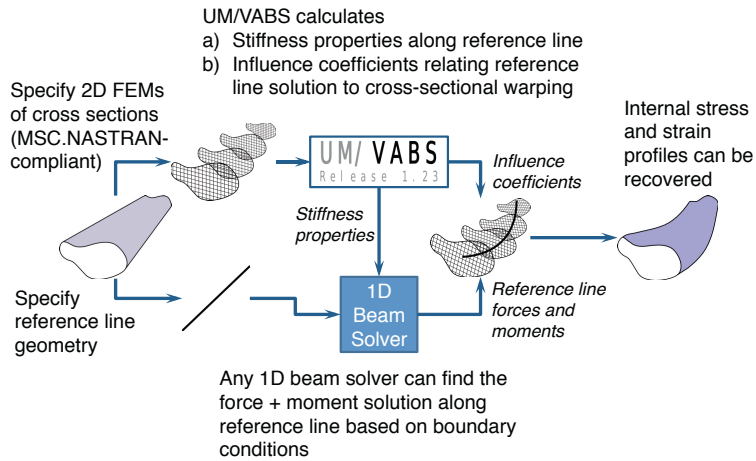 UM/VABS calculates
a) Stiffness properties along reference line
b) Influence coefficients relating reference
line solution to cross-sectional warping
Specify 2D FEMs
of cross sections
(MSC.NASTRAN-
compliant)
UM/ VABS
Release 1.23
Influence
coefficients
Internal stress
and strain
profiles can be
recovered
Stiffness
properties
Specify
reference line
geometry
1D
Beam
Solver
Reference line
forces and
moments
Any 1D beam solver can find the
force + moment solution along
reference line based on boundary
conditions